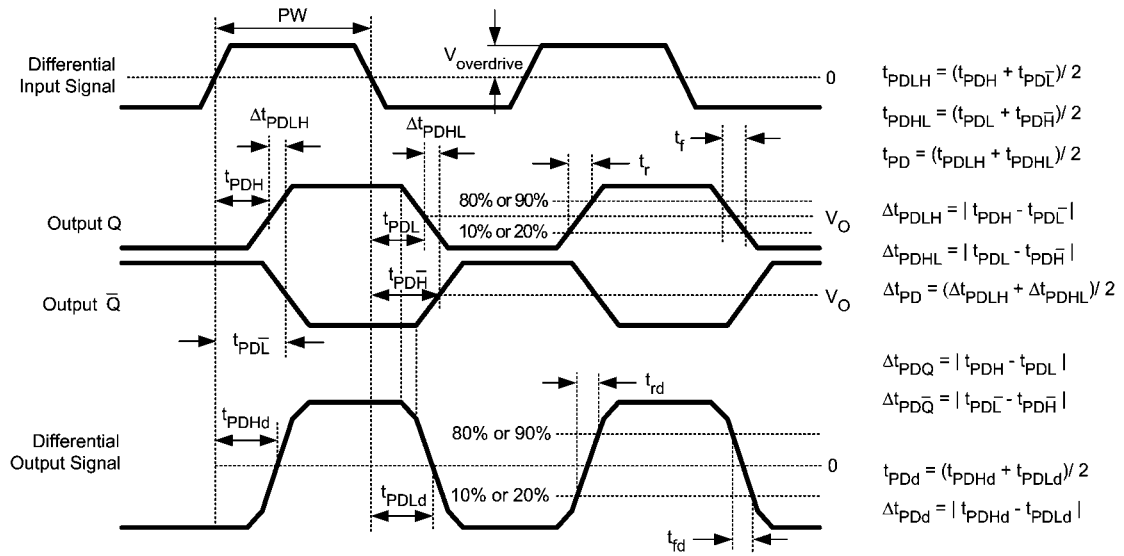 PW
Differential
Input Signal
Voverdrive
0
ΔtPDLH
ΔtPDHL
tf
tr
tPDH
80% or 90%
Output Q
tPDL
10% or 20%
VO
tPDH̅
Output Q̅
VO
tPDL̅
tPDHd
trd
Differential
Output Signal
80% or 90%
0
10% or 20%
tPDLd
tfd
tPDLH = (tPDH + tPDL̅)/ 2
tPDHL = (tPDL + tPDH̅)/ 2
tPD = (tPDLH + tPDHL)/ 2
ΔtPDLH = | tPDH - tPDL̅ |
ΔtPDHL = | tPDL - tPDH̅ |
ΔtPD = (ΔtPDLH + ΔtPDHL)/ 2
ΔtPDQ = | tPDH - tPDL |
ΔtPDQ̅ = | tPDL̅ - tPDH̅ |
tPDd = (tPDHd + tPDLd)/ 2
ΔtPDd = | tPDHd - tPDLd |